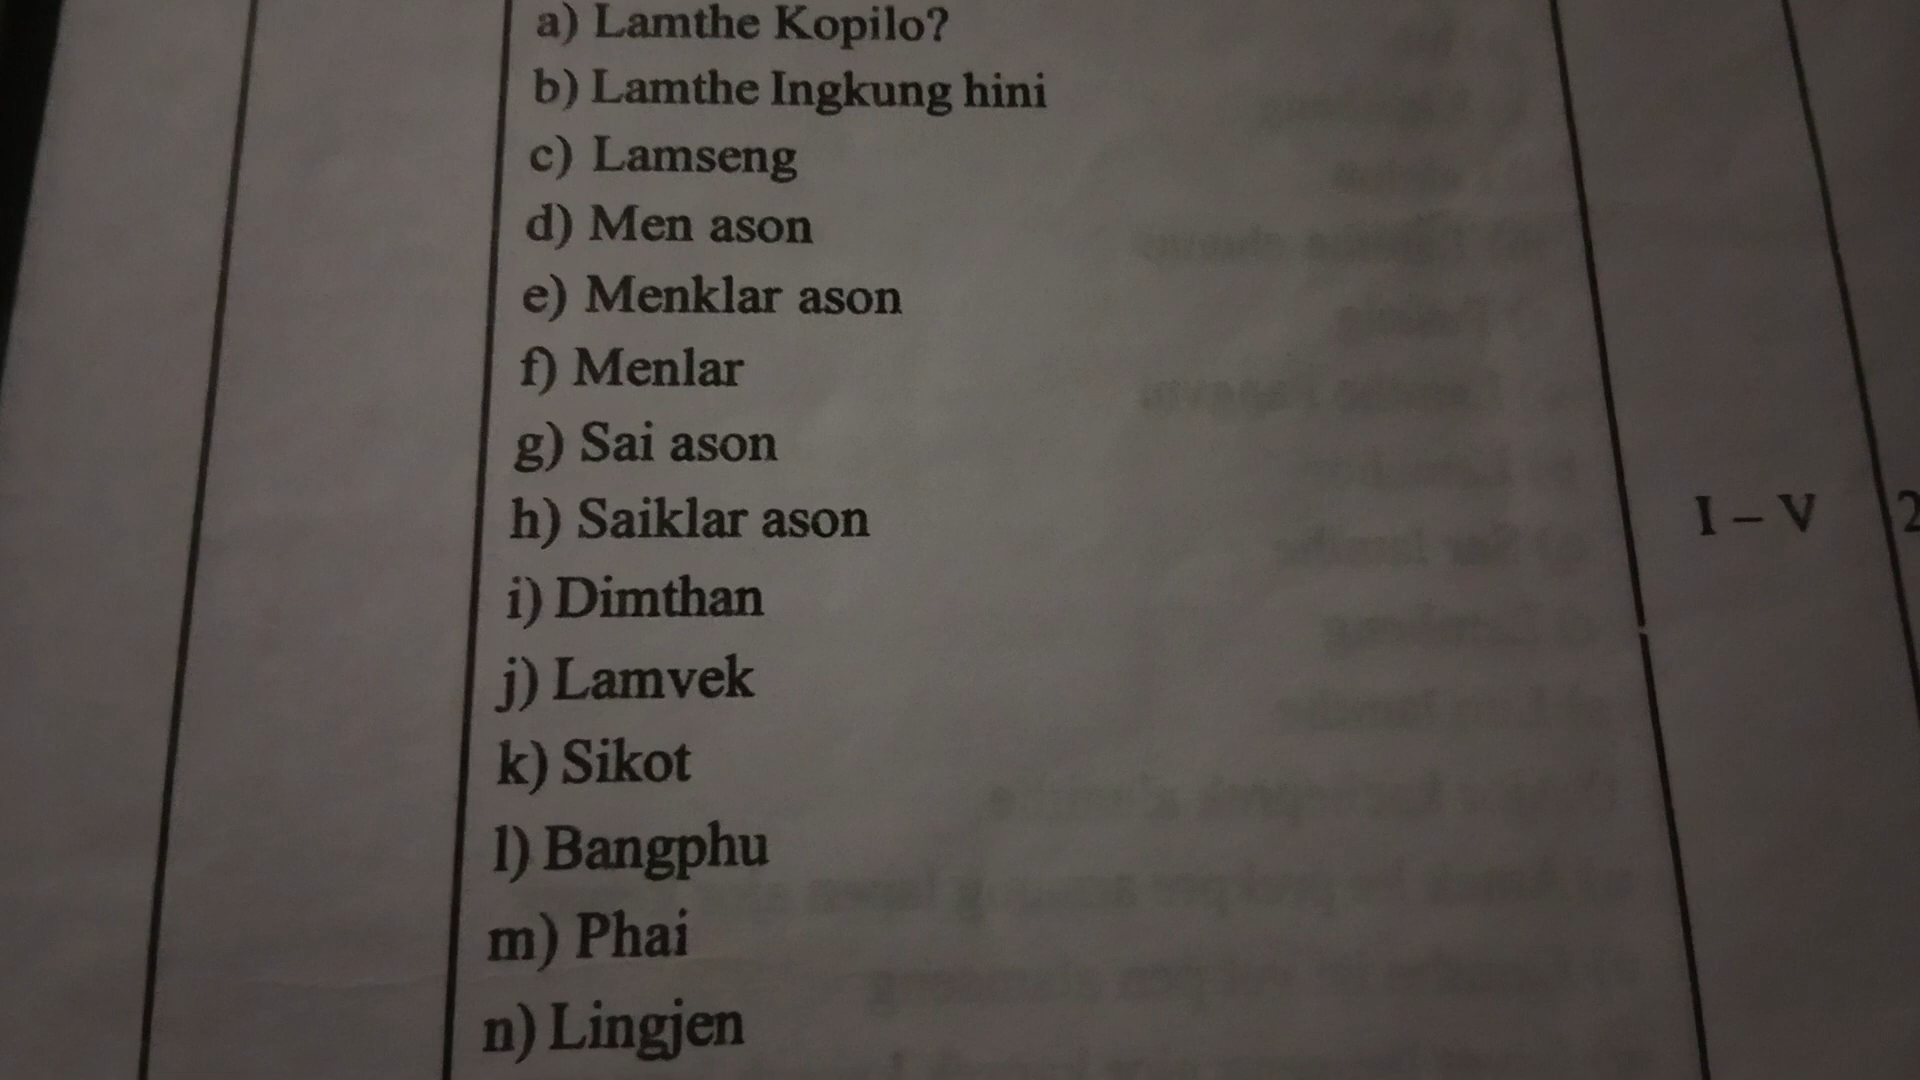 a) Lamthe Kopilo?
b) Lamthe Ingkung hini
c) Lamseng
d) Men ason
e) Menklar ason
f) Menlar
g) Sai ason
h) Saiklar ason
I – V
2
i) Dimthan
j) Lamvek
k) Sikot
l) Bangphu
m) Phai
n) Lingjen